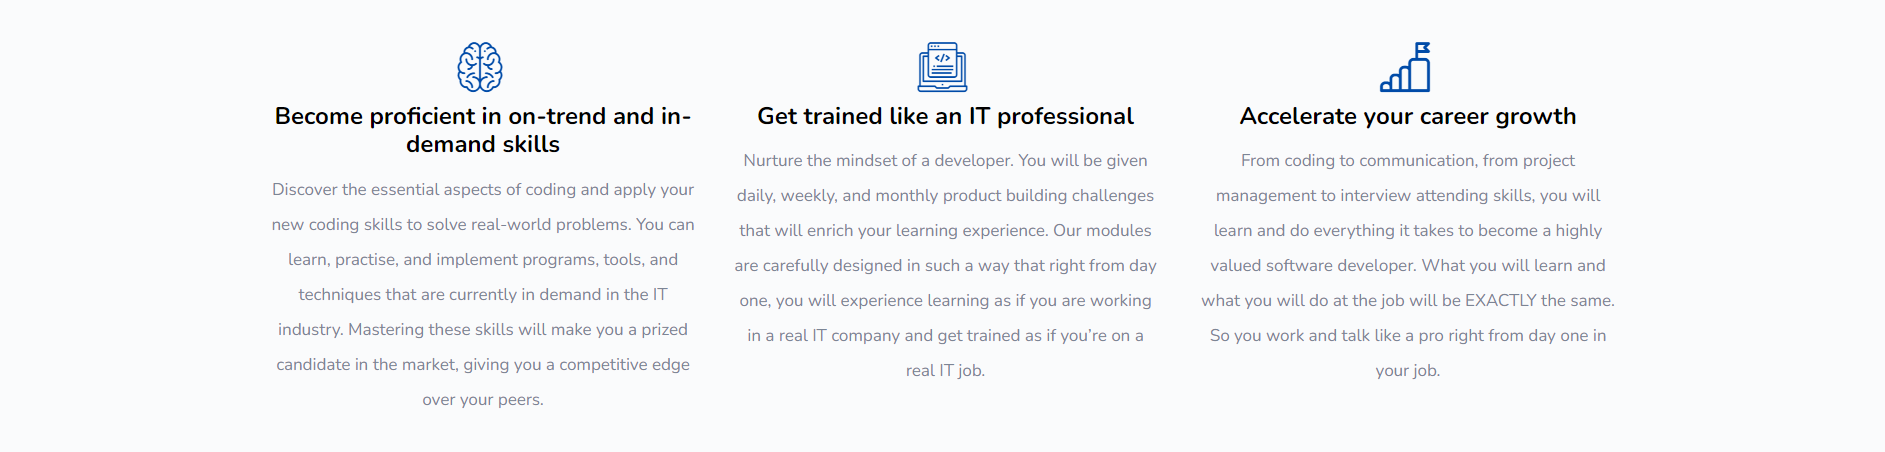 Become proficient in on-trend and in-
demand skills
Discover the essential aspects of coding and apply your
new coding skills to solve real-world problems. You can
learn, practise, and implement programs, tools, and
techniques that are currently in demand in the IT
industry. Mastering these skills will make you a prized
candidate in the market, giving you a competitive edge
over your peers.
Get trained like an IT professional
Nurture the mindset of a developer. You will be given
daily, weekly, and monthly product building challenges
that will enrich your learning experience. Our modules
are carefully designed in such a way that right from day
one, you will experience learning as if you are working
in a real IT company and get trained as if you’re on a
real IT job.
Accelerate your career growth
From coding to communication, from project
management to interview attending skills, you will
learn and do everything it takes to become a highly
valued software developer. What you will learn and
what you will do at the job will be EXACTLY the same.
So you work and talk like a pro right from day one in
your job.